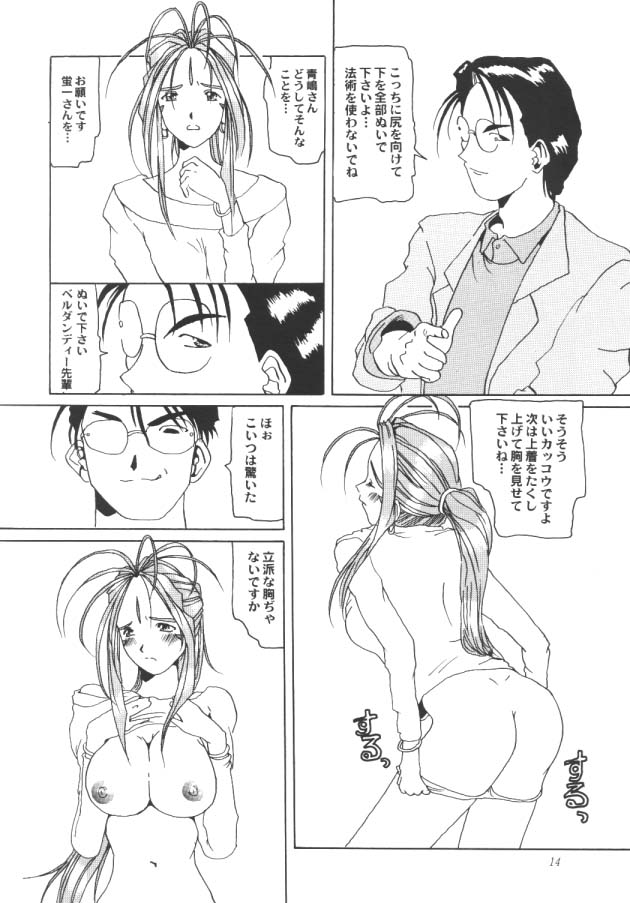 こっちに尻を向けて
下を全部ぬいで
下さいよ…
法術を使わないでね
青嶋さん
どうしてそんな
ことを…
お願いです
蛍一さんを…
ぬいで下さい
ベルダンディー先輩
そうそう
いいカッコウですよ
次は上着をたくし
上げて胸を見せて
下さいね…
するっ
するっ
ほお
こいつは驚いた
立派な胸ぢゃ
ないですか
14